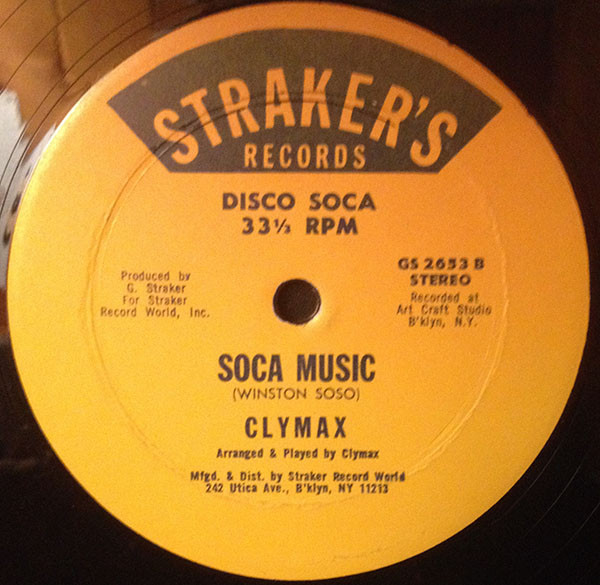 STRAKER'S
RECORDS
DISCO SOCA
33⅓ RPM
Produced by
G. Straker
For Straker
Record World, Inc.
GS 2653 B
STEREO
Recorded at
Art Craft Studio
B'klyn, N.Y.
SOCA MUSIC
(WINSTON SOSO)
CLYMAX
Arranged & Played by Clymax
Mfgd. & Dist. by Straker Record World
242 Utica Ave., B'klyn, NY 11213